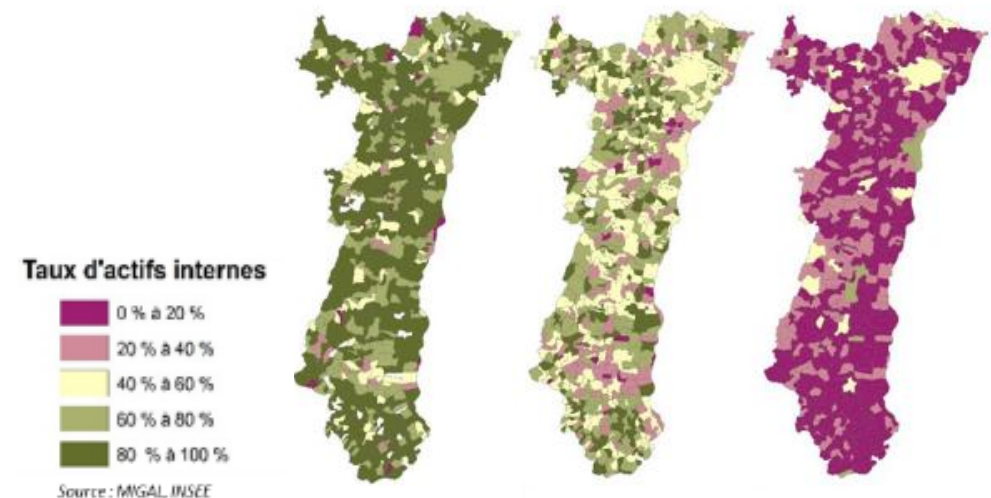 Taux d'actifs internes
0 % à 20 %
20 % à 40 %
40 % à 60 %
60 % à 80 %
80 % à 100 %
Source : MIGAL, INSEE